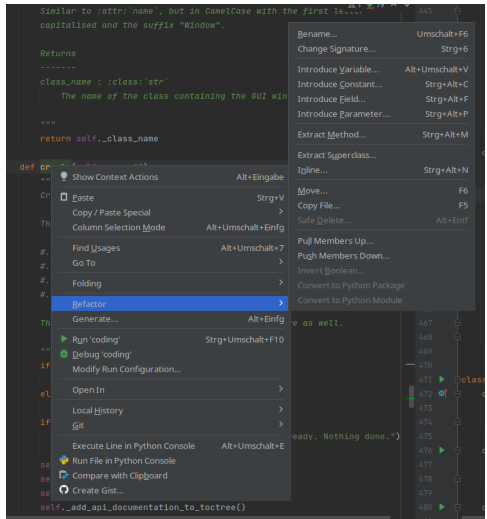 Similar to :attr:`name`, but in CamelCase with the first
capitalised and the suffix "Window".
Returns
-------
class_name : :class:`str`
The name of the class containing the GUI win
"""
return self._class_name
def cr
Show Context Actions Alt+Eingabe
Paste Strg+V
Copy / Paste Special
Column Selection Mode Alt+Umschalt+Einfg
Find Usages Alt+Umschalt+7
Go To
Folding
Refactor
Generate... Alt+Einfg
Run 'coding' Strg+Umschalt+F10
Debug 'coding'
Modify Run Configuration...
Open In
Local History
Git
Execute Line in Python Console Alt+Umschalt+E
Run File in Python Console
Compare with Clipboard
Create Gist...
Rename... Umschalt+F6
Change Signature... Strg+6
Introduce Variable... Alt+Umschalt+V
Introduce Constant... Strg+Alt+C
Introduce Field... Strg+Alt+F
Introduce Parameter... Strg+Alt+P
Extract Method... Strg+Alt+M
Extract Superclass...
Inline... Strg+Alt+N
Move... F6
Copy File... F5
Safe Delete... Alt+Entf
Pull Members Up...
Push Members Down...
Invert Boolean...
Convert to Python Package
Convert to Python Module
"""
Cr
Th
#.
#.
#.
#.
Th
re as well.
"""
if
el
if
eady. Nothing done.")
se
se
se
self._add_api_documentation_to_toctree()
445
467
468
469
470
471 class
472
473
474
475
476
477
478
479
480